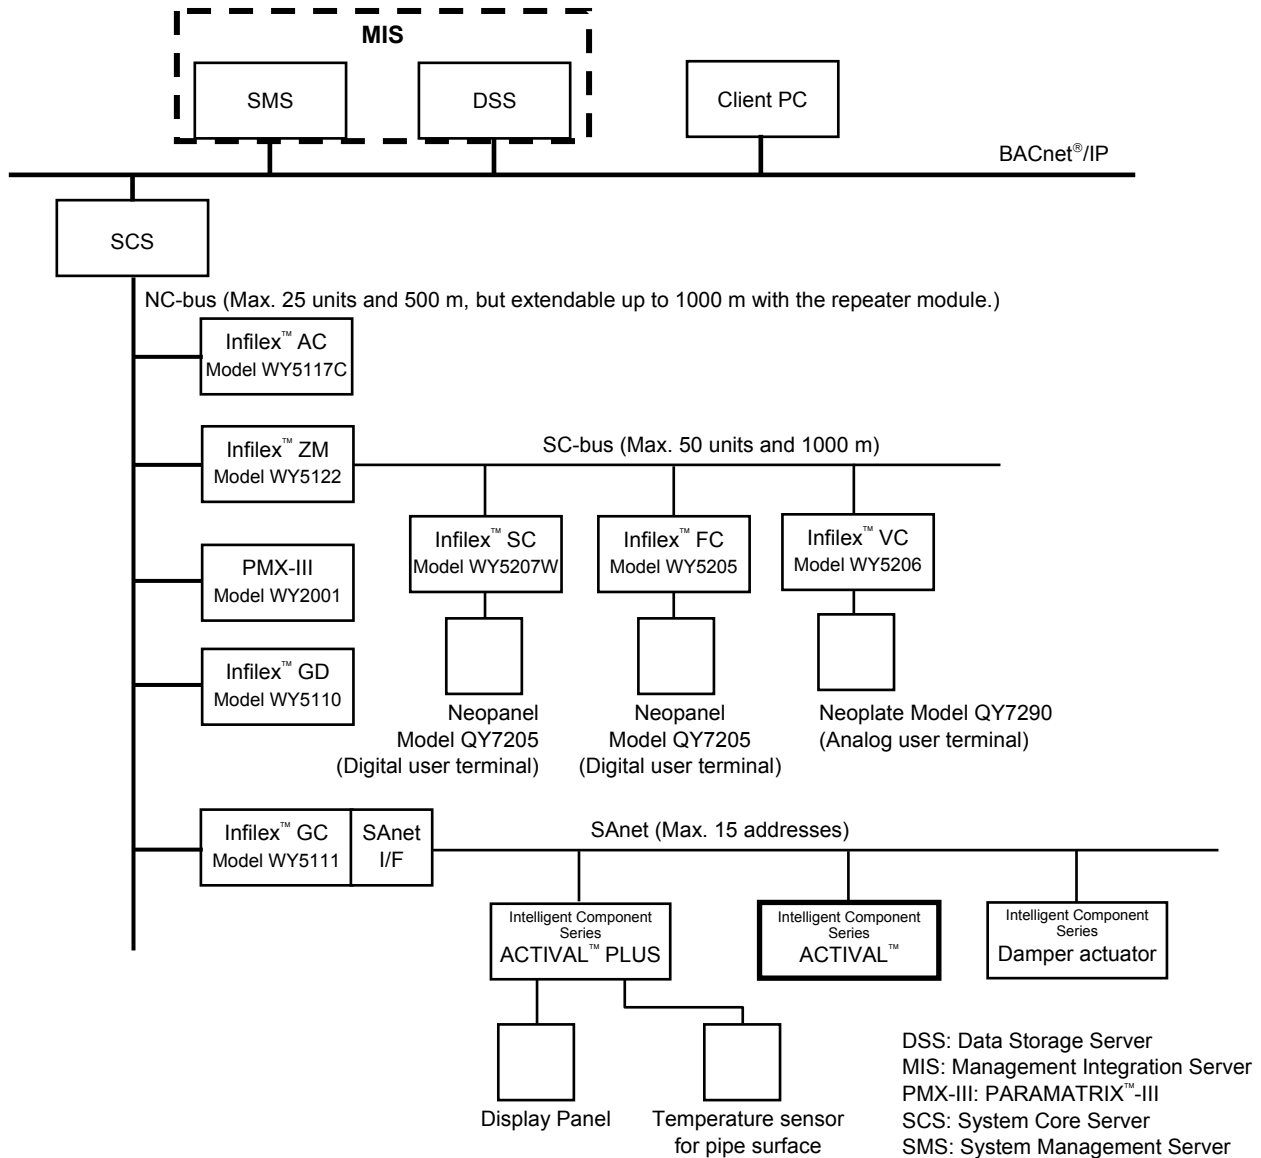 MIS
SMS
DSS
Client PC
BACnet®/IP
SCS
NC-bus (Max. 25 units and 500 m, but extendable up to 1000 m with the repeater module.)
Infilex™ AC
Model WY5117C
Infilex™ ZM
Model WY5122
SC-bus (Max. 50 units and 1000 m)
Infilex™ SC
Model WY5207W
Infilex™ FC
Model WY5205
Infilex™ VC
Model WY5206
PMX-III
Model WY2001
Infilex™ GD
Model WY5110
Neopanel
Model QY7205
(Digital user terminal)
Neopanel
Model QY7205
(Digital user terminal)
Neoplate Model QY7290
(Analog user terminal)
Infilex™ GC
Model WY5111
SAnet
I/F
SAnet (Max. 15 addresses)
Intelligent Component
Series
ACTIVAL™ PLUS
Intelligent Component
Series
ACTIVAL™
Intelligent Component
Series
Damper actuator
Display Panel
Temperature sensor
for pipe surface
DSS: Data Storage Server
MIS: Management Integration Server
PMX-III: PARAMATRIX™-III
SCS: System Core Server
SMS: System Management Server